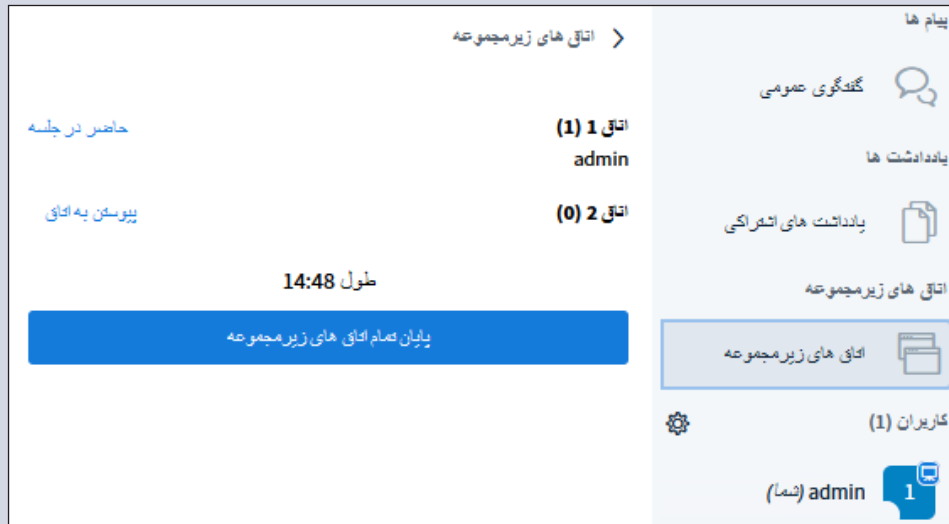 پیام ها
گفتگوی عمومی
یاددادشت ها
یادداشت های اشتراکی
اتاق های زیرمجموعه
اتاق های زیرمجموعه
کاربران (1)
1
admin (شما)
اتاق های زیرمجموعه
اتاق 1 (1) حاضر در جلسه
admin
اتاق 2 (0) پیوستن به اتاق
طول 14:48
پایان تمام اتاق های زیرمجموعه